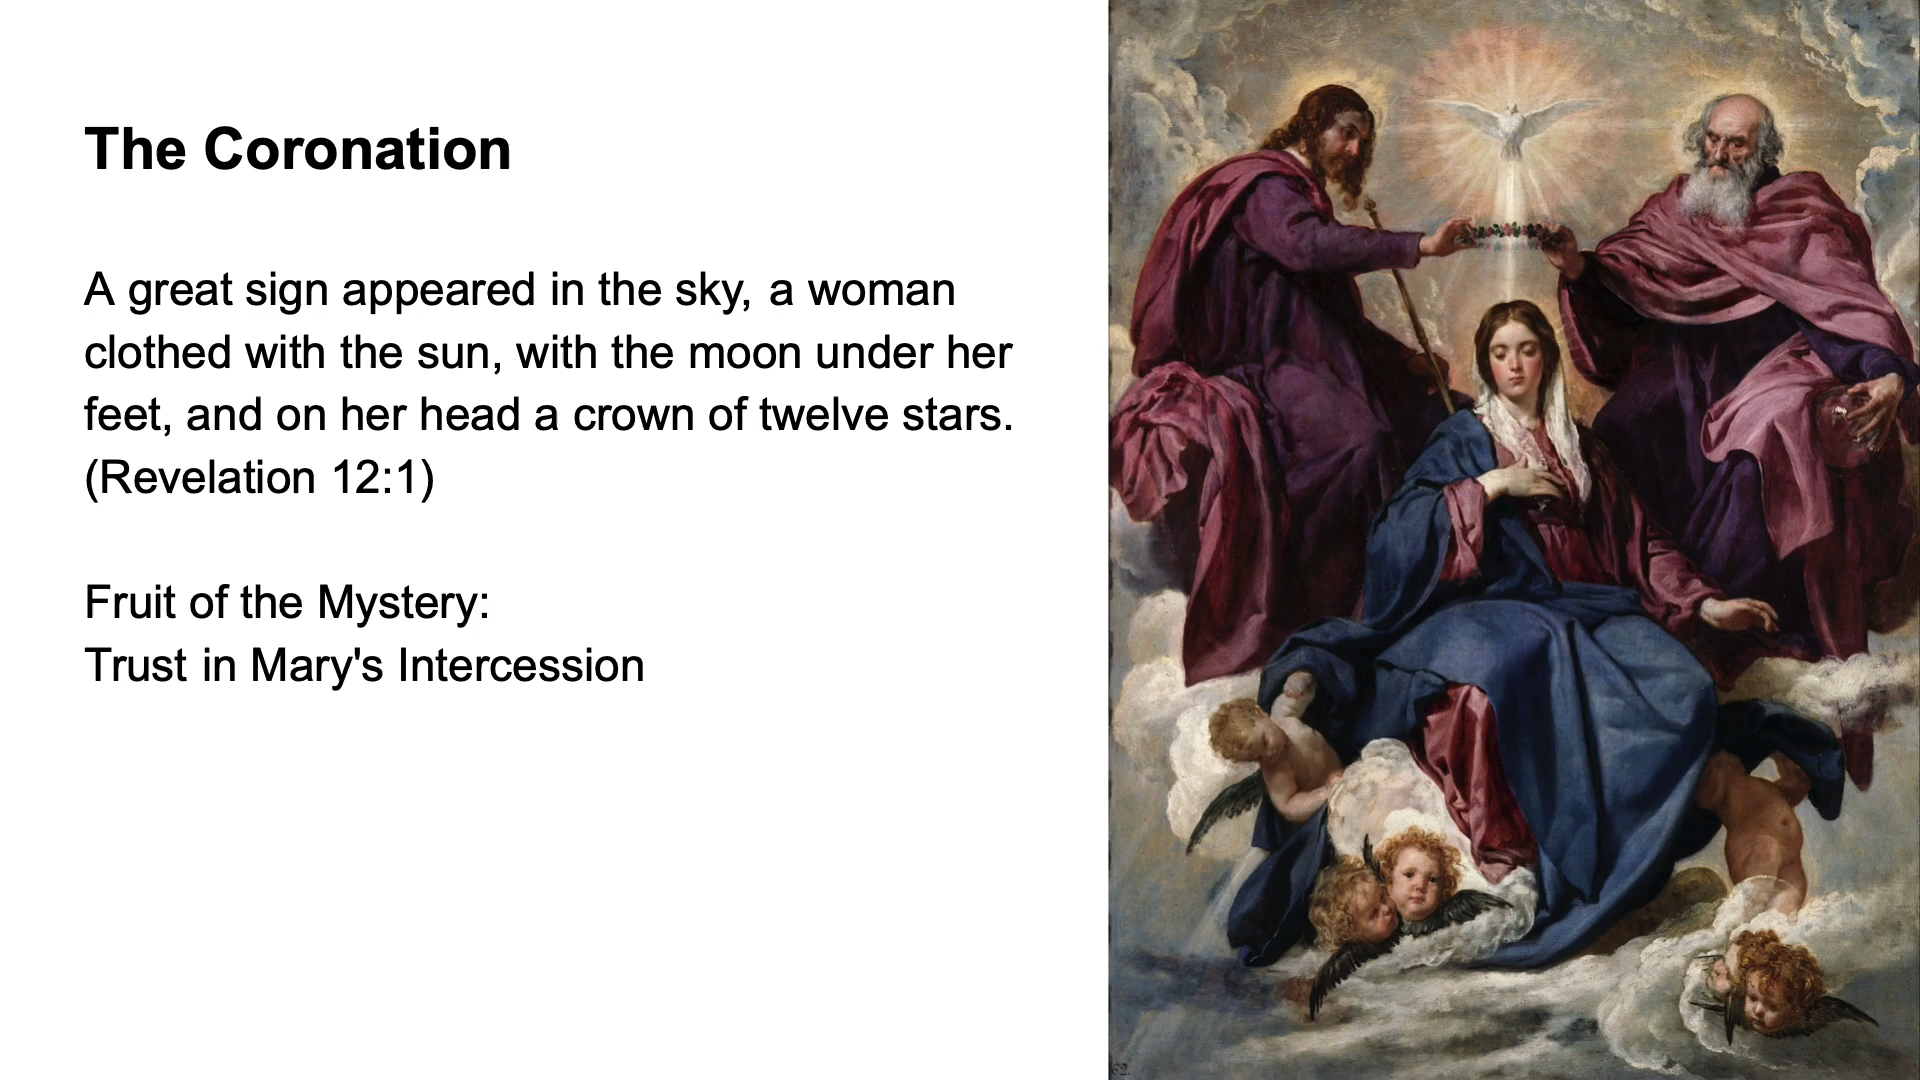 The Coronation
A great sign appeared in the sky, a woman
clothed with the sun, with the moon under her
feet, and on her head a crown of twelve stars.
(Revelation 12:1)
Fruit of the Mystery:
Trust in Mary's Intercession
62.